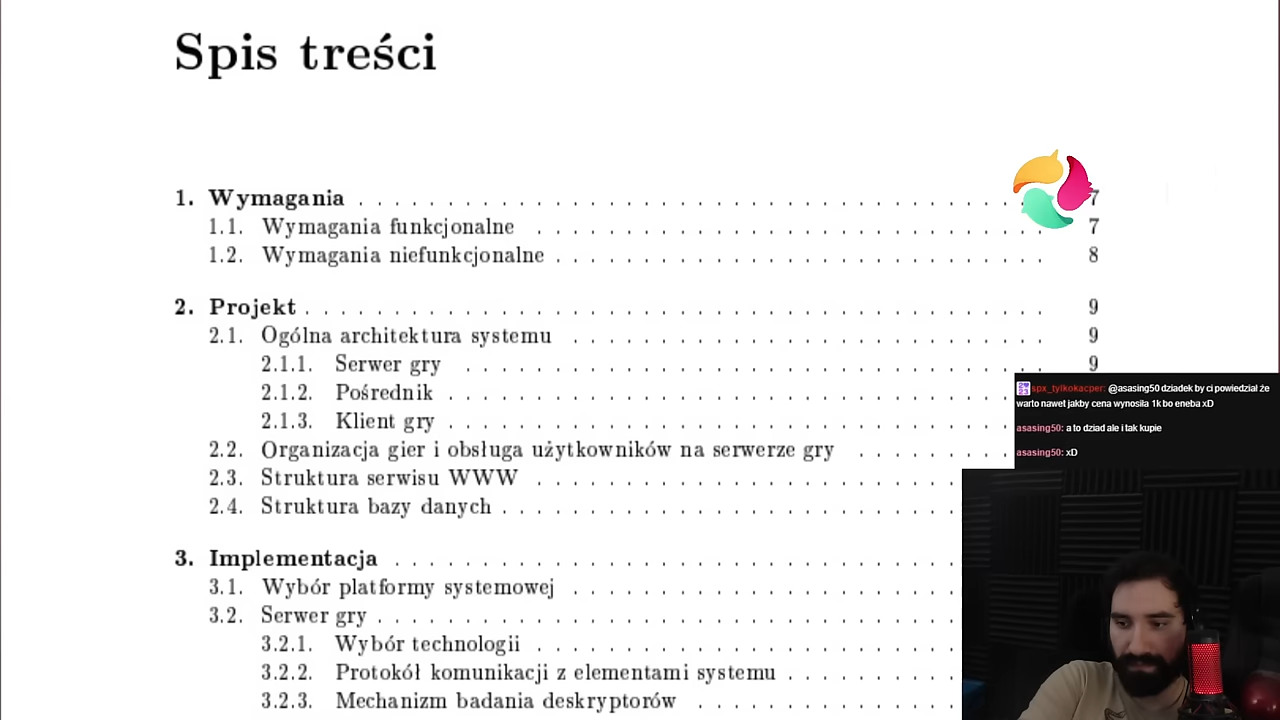 Spis treści
1. Wymagania . . . . . . . . . . . . . . . . . . . . . . . . . . . . . . . . . 7
1.1. Wymagania funkcjonalne . . . . . . . . . . . . . . . . . . . . . . . . 7
1.2. Wymagania niefunkcjonalne . . . . . . . . . . . . . . . . . . . . . . . 8
2. Projekt . . . . . . . . . . . . . . . . . . . . . . . . . . . . . . . . . . . 9
2.1. Ogólna architektura systemu . . . . . . . . . . . . . . . . . . . . . . 9
2.1.1. Serwer gry . . . . . . . . . . . . . . . . . . . . . . . . . . . 9
2.1.2. Pośrednik . . . . . . . . . . . . . . . . . . . . . . . . . .
2.1.3. Klient gry . . . . . . . . . . . . . . . . . . . . . . . . . .
2.2. Organizacja gier i obsługa użytkowników na serwerze gry . . . . . . .
2.3. Struktura serwisu WWW . . . . . . . . . . . . . . . . . . . .
2.4. Struktura bazy danych . . . . . . . . . . . . . . . . . . . . .
3. Implementacja . . . . . . . . . . . . . . . . . . . . . . . . . .
3.1. Wybór platformy systemowej . . . . . . . . . . . . . . . . . .
3.2. Serwer gry . . . . . . . . . . . . . . . . . . . . . . . . . . .
3.2.1. Wybór technologii . . . . . . . . . . . . . . . . . . . .
3.2.2. Protokół komunikacji z elementami systemu . . . . . . . .
3.2.3. Mechanizm badania deskryptorów . . . . . . . . . . . . .
spx_tylkokacper: @asasing50 dziadek by ci powiedział że
warto nawet jakby cena wynosiła 1k bo eneba xD
asasing50: a to dziad ale i tak kupie
asasing50: xD